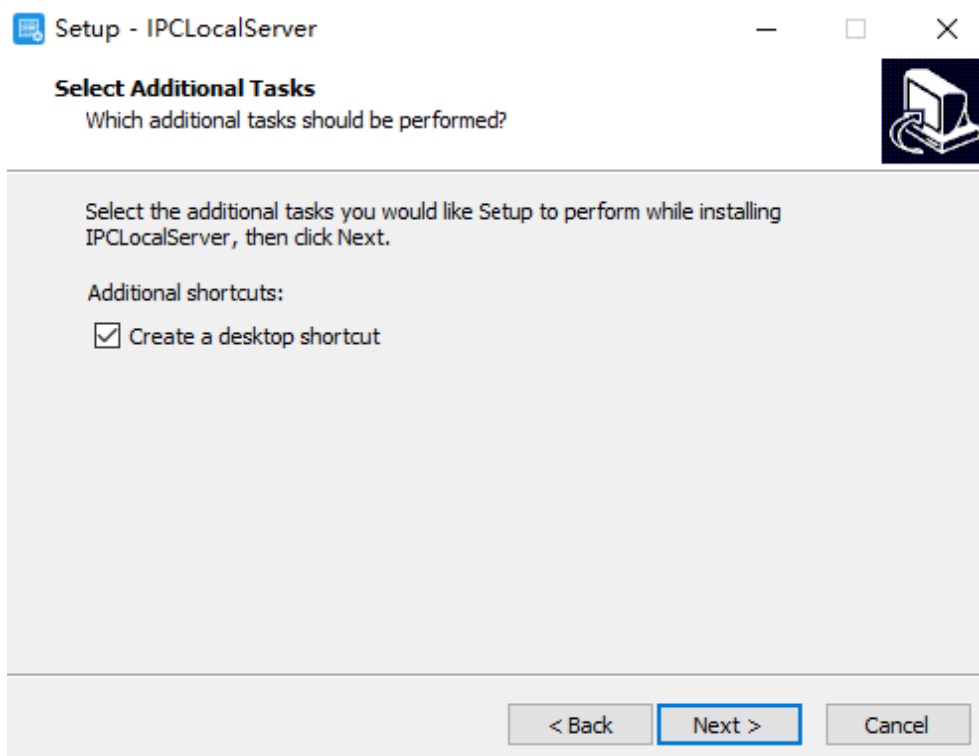 Setup - IPCLocalServer
Select Additional Tasks
Which additional tasks should be performed?
Select the additional tasks you would like Setup to perform while installing
IPCLocalServer, then click Next.
Additional shortcuts:
Create a desktop shortcut
< Back
Next >
Cancel